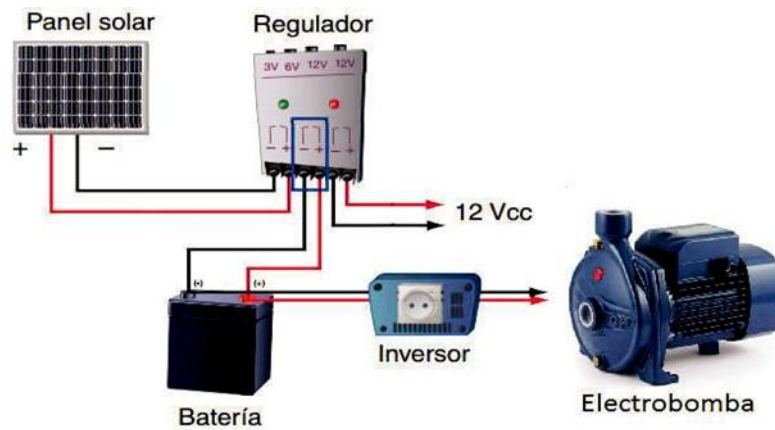 Panel solar
Regulador
3V 6V 12V 12V
+ −
− + − + − +
12 Vcc
(-) (+)
Inversor
Batería
Electrobomba